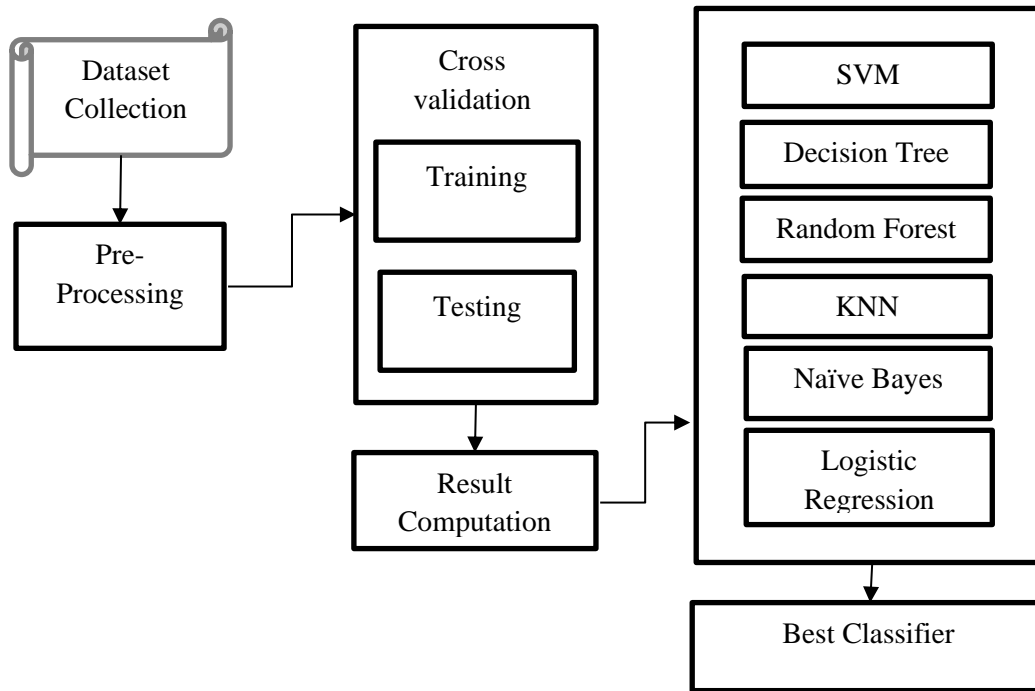 Dataset
Collection
Pre-
Processing
Cross
validation
Training
Testing
Result
Computation
SVM
Decision Tree
Random Forest
KNN
Naïve Bayes
Logistic
Regression
Best Classifier